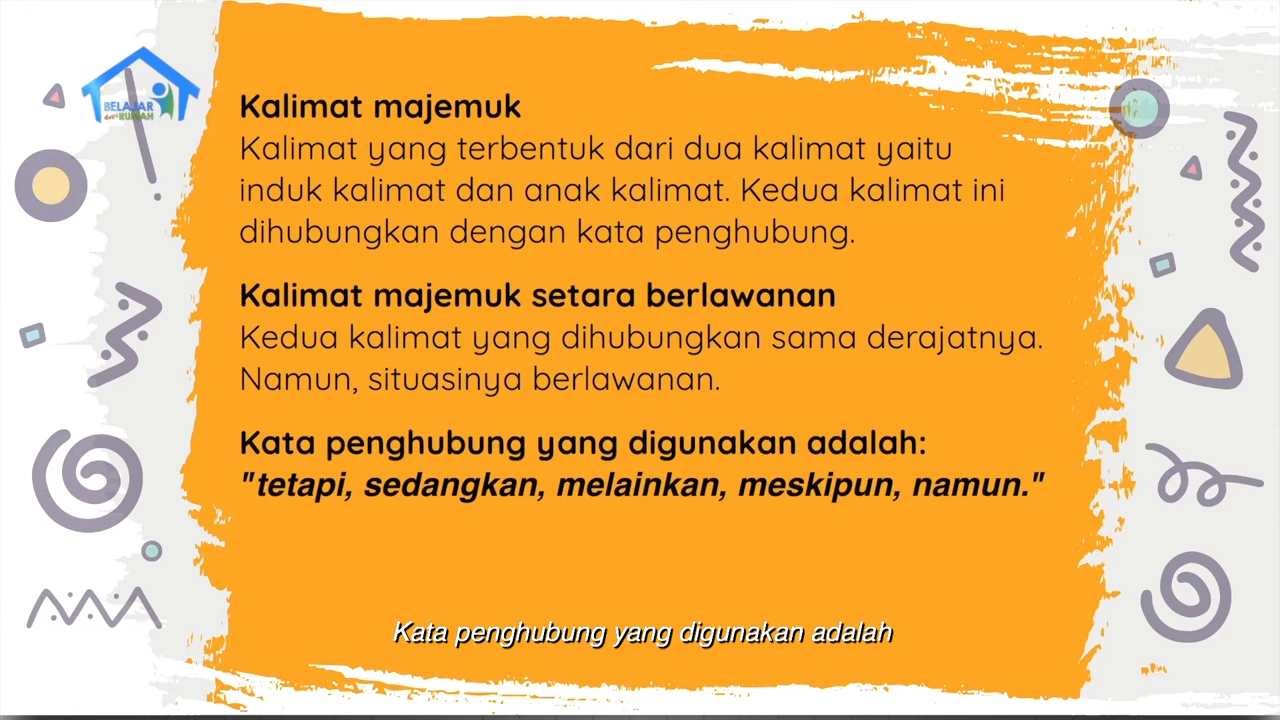 BELAJAR
dari RUMAH
Kalimat majemuk
Kalimat yang terbentuk dari dua kalimat yaitu
induk kalimat dan anak kalimat. Kedua kalimat ini
dihubungkan dengan kata penghubung.
Kalimat majemuk setara berlawanan
Kedua kalimat yang dihubungkan sama derajatnya.
Namun, situasinya berlawanan.
Kata penghubung yang digunakan adalah:
"tetapi, sedangkan, melainkan, meskipun, namun."
Kata penghubung yang digunakan adalah